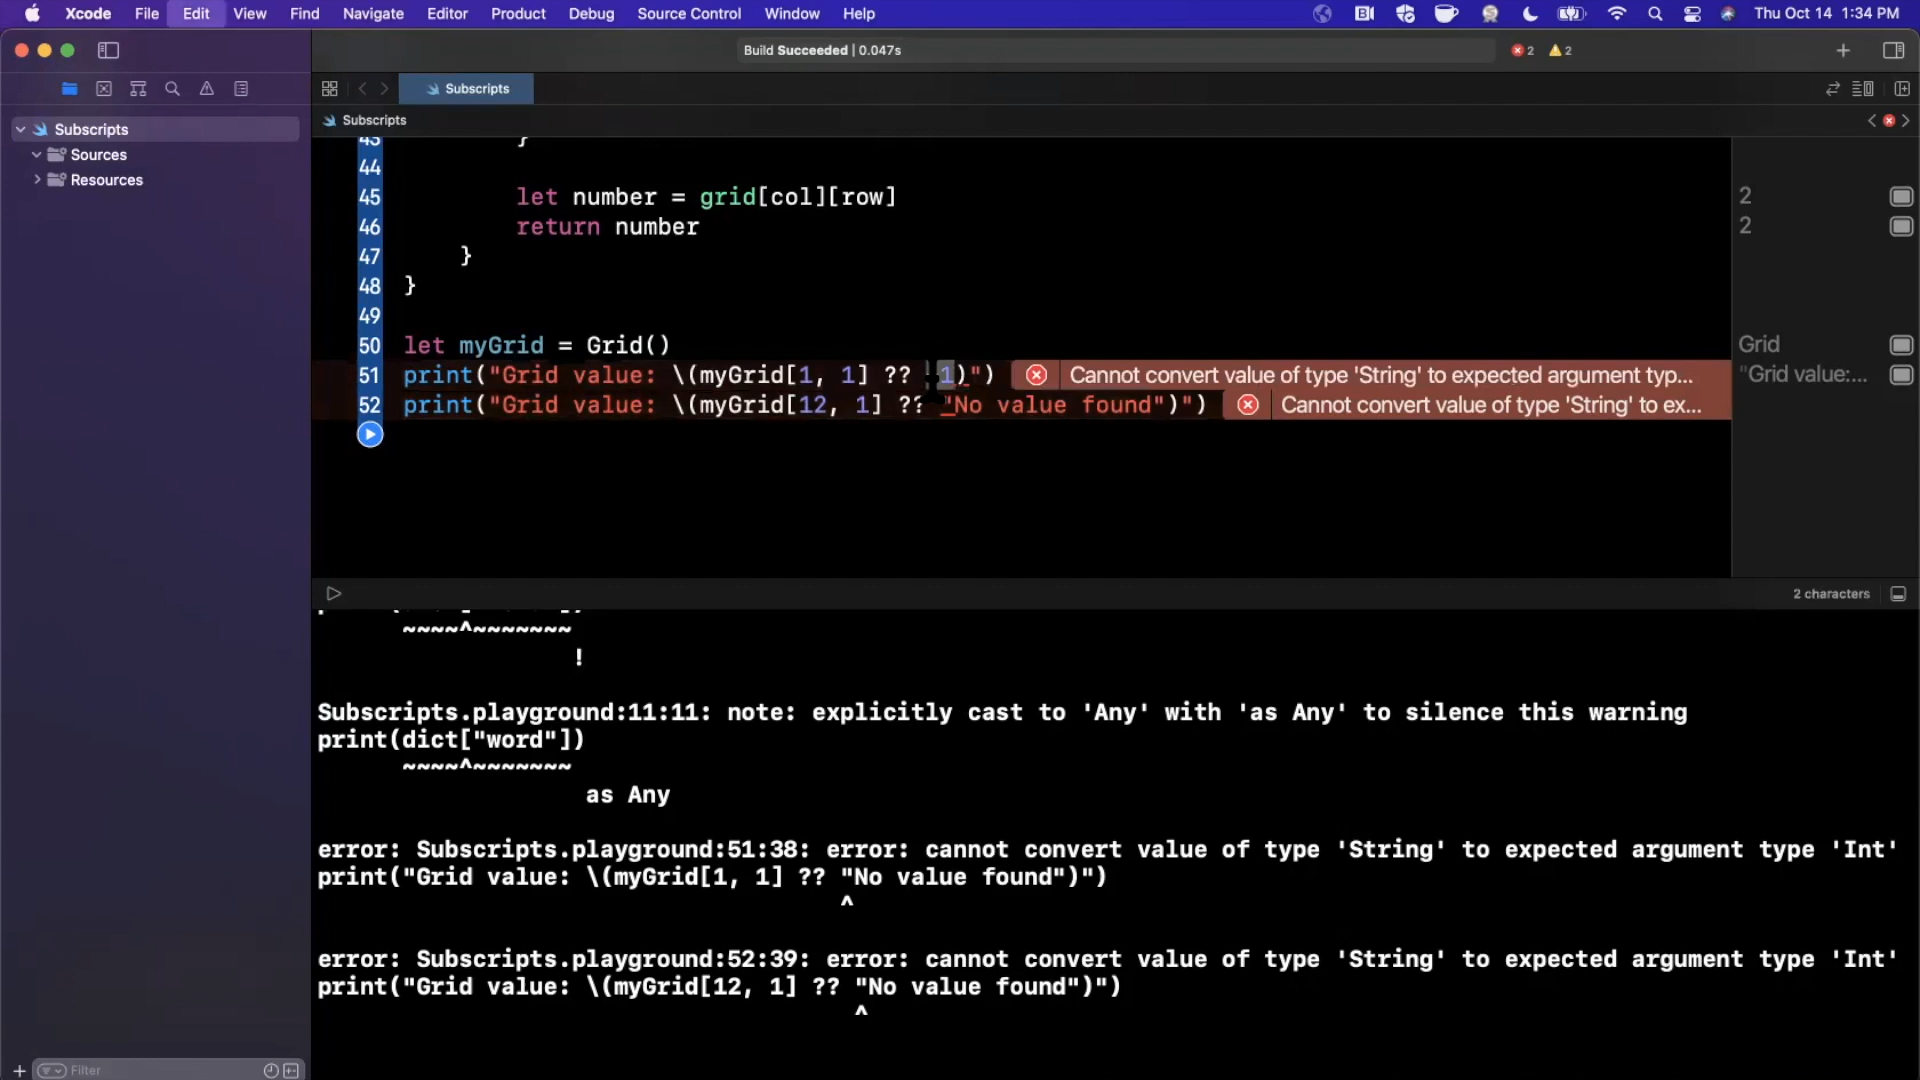 Xcode File Edit View Find Navigate Editor Product Debug Source Control Window Help Thu Oct 14 1:34 PM
Build Succeeded | 0.047s 2 2
Subscripts
Subscripts
Subscripts
Sources
Resources
43 }
44
45 let number = grid[col][row] 2
46 return number 2
47 }
48 }
49
50 let myGrid = Grid() Grid
51 print("Grid value: \(myGrid[1, 1] ?? -1)") Cannot convert value of type 'String' to expected argument typ... "Grid value:...
52 print("Grid value: \(myGrid[12, 1] ?? "No value found")") Cannot convert value of type 'String' to ex...
2 characters
~~~~^~~~~~~~
!
Subscripts.playground:11:11: note: explicitly cast to 'Any' with 'as Any' to silence this warning
print(dict["word"])
~~~~^~~~~~~~
as Any
error: Subscripts.playground:51:38: error: cannot convert value of type 'String' to expected argument type 'Int'
print("Grid value: \(myGrid[1, 1] ?? "No value found")")
^
error: Subscripts.playground:52:39: error: cannot convert value of type 'String' to expected argument type 'Int'
print("Grid value: \(myGrid[12, 1] ?? "No value found")")
^
Filter